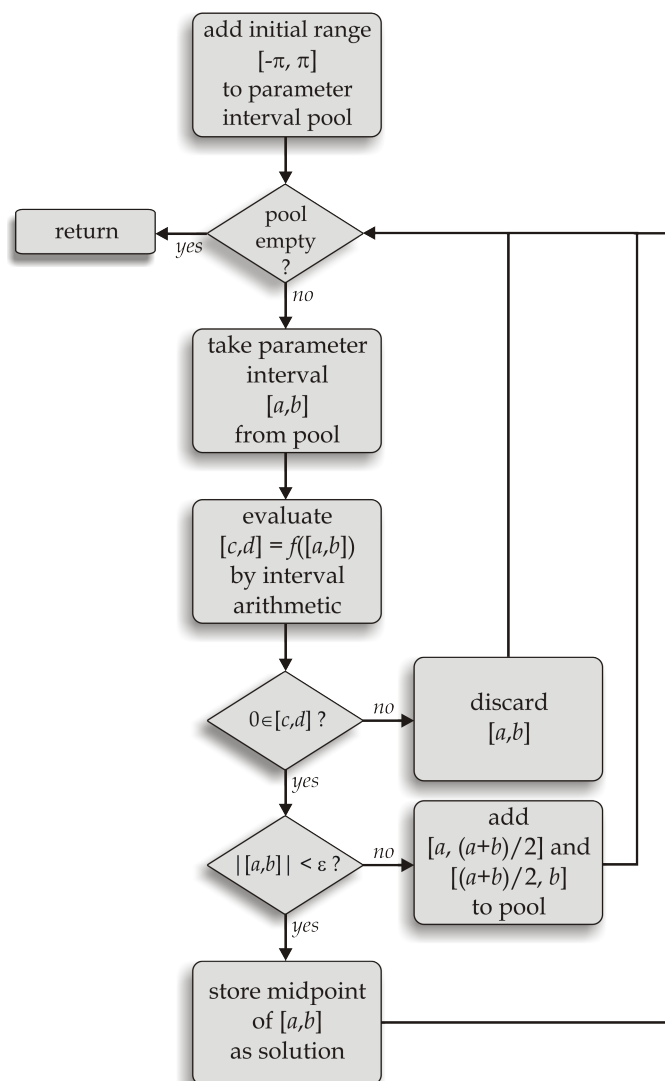 add initial range
[-π, π]
to parameter
interval pool
pool
empty
?
return
yes
no
take parameter
interval
[a,b]
from pool
evaluate
[c,d] = f([a,b])
by interval
arithmetic
0∈[c,d] ?
no
discard
[a,b]
yes
|[a,b]| < ε ?
no
add
[a, (a+b)/2] and
[(a+b)/2, b]
to pool
yes
store midpoint
of [a,b]
as solution